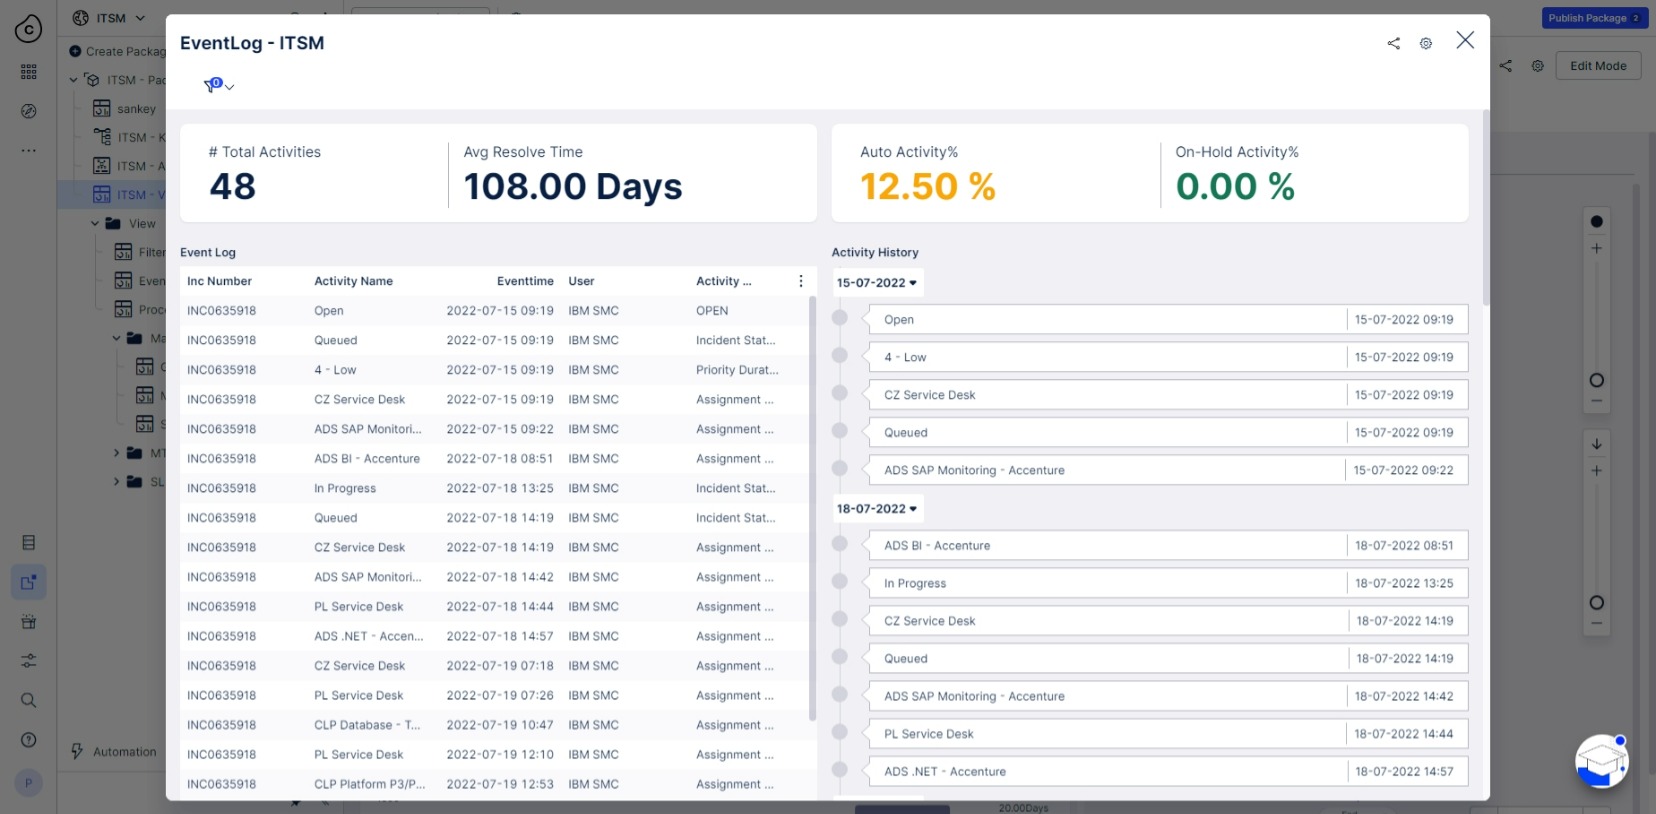 ITSM
Publish Package 2
EventLog - ITSM
Create Packag
ITSM - Pac
Edit Mode
0
sankey
ITSM - K
ITSM - A
ITSM - V
View
Filter
Even
Proc
Ma
M
S
MT
SL
Automation
P
# Total Activities
48
Avg Resolve Time
108.00 Days
Auto Activity%
12.50 %
On-Hold Activity%
0.00 %
Event Log
Inc Number Activity Name Eventtime User Activity ...
INC0635918 Open 2022-07-15 09:19 IBM SMC OPEN
INC0635918 Queued 2022-07-15 09:19 IBM SMC Incident Stat...
INC0635918 4 - Low 2022-07-15 09:19 IBM SMC Priority Durat...
INC0635918 CZ Service Desk 2022-07-15 09:19 IBM SMC Assignment ...
INC0635918 ADS SAP Monitori... 2022-07-15 09:22 IBM SMC Assignment ...
INC0635918 ADS BI - Accenture 2022-07-18 08:51 IBM SMC Assignment ...
INC0635918 In Progress 2022-07-18 13:25 IBM SMC Incident Stat...
INC0635918 Queued 2022-07-18 14:19 IBM SMC Incident Stat...
INC0635918 CZ Service Desk 2022-07-18 14:19 IBM SMC Assignment ...
INC0635918 ADS SAP Monitori... 2022-07-18 14:42 IBM SMC Assignment ...
INC0635918 PL Service Desk 2022-07-18 14:44 IBM SMC Assignment ...
INC0635918 ADS .NET - Accen... 2022-07-18 14:57 IBM SMC Assignment ...
INC0635918 CZ Service Desk 2022-07-19 07:18 IBM SMC Assignment ...
INC0635918 PL Service Desk 2022-07-19 07:26 IBM SMC Assignment ...
INC0635918 CLP Database - T... 2022-07-19 10:47 IBM SMC Assignment ...
INC0635918 PL Service Desk 2022-07-19 12:10 IBM SMC Assignment ...
INC0635918 CLP Platform P3/P... 2022-07-19 12:53 IBM SMC Assignment ...
Activity History
15-07-2022
Open 15-07-2022 09:19
4 - Low 15-07-2022 09:19
CZ Service Desk 15-07-2022 09:19
Queued 15-07-2022 09:19
ADS SAP Monitoring - Accenture 15-07-2022 09:22
18-07-2022
ADS BI - Accenture 18-07-2022 08:51
In Progress 18-07-2022 13:25
CZ Service Desk 18-07-2022 14:19
Queued 18-07-2022 14:19
ADS SAP Monitoring - Accenture 18-07-2022 14:42
PL Service Desk 18-07-2022 14:44
ADS .NET - Accenture 18-07-2022 14:57
20.00Days